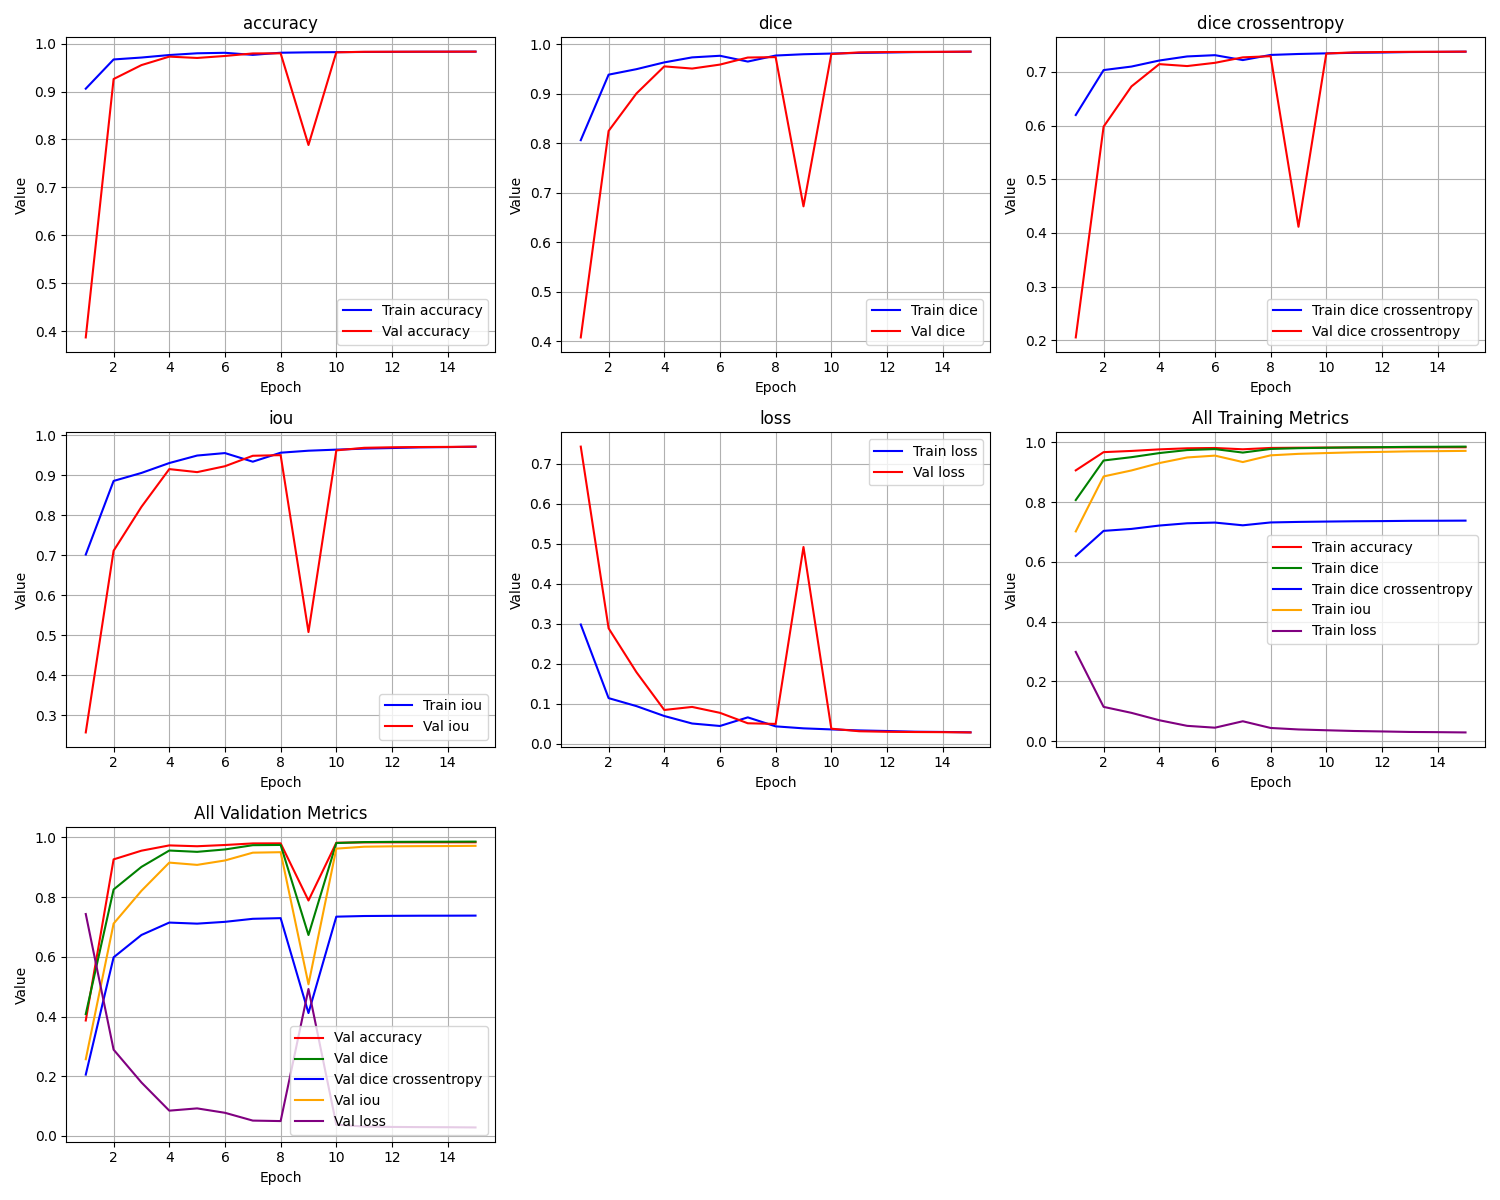 accuracy
1.0
0.9
0.8
0.7
0.6
0.5
0.4
Value
Train accuracy
Val accuracy
2 4 6 8 10 12 14
Epoch
dice
1.0
0.9
0.8
0.7
0.6
0.5
0.4
Value
Train dice
Val dice
2 4 6 8 10 12 14
Epoch
dice crossentropy
0.7
0.6
0.5
0.4
0.3
0.2
Value
Train dice crossentropy
Val dice crossentropy
2 4 6 8 10 12 14
Epoch
iou
1.0
0.9
0.8
0.7
0.6
0.5
0.4
0.3
Value
Train iou
Val iou
2 4 6 8 10 12 14
Epoch
loss
0.7
0.6
0.5
0.4
0.3
0.2
0.1
0.0
Value
Train loss
Val loss
2 4 6 8 10 12 14
Epoch
All Training Metrics
1.0
0.8
0.6
0.4
0.2
0.0
Value
Train accuracy
Train dice
Train dice crossentropy
Train iou
Train loss
2 4 6 8 10 12 14
Epoch
All Validation Metrics
1.0
0.8
0.6
0.4
0.2
0.0
Value
Val accuracy
Val dice
Val dice crossentropy
Val iou
Val loss
2 4 6 8 10 12 14
Epoch